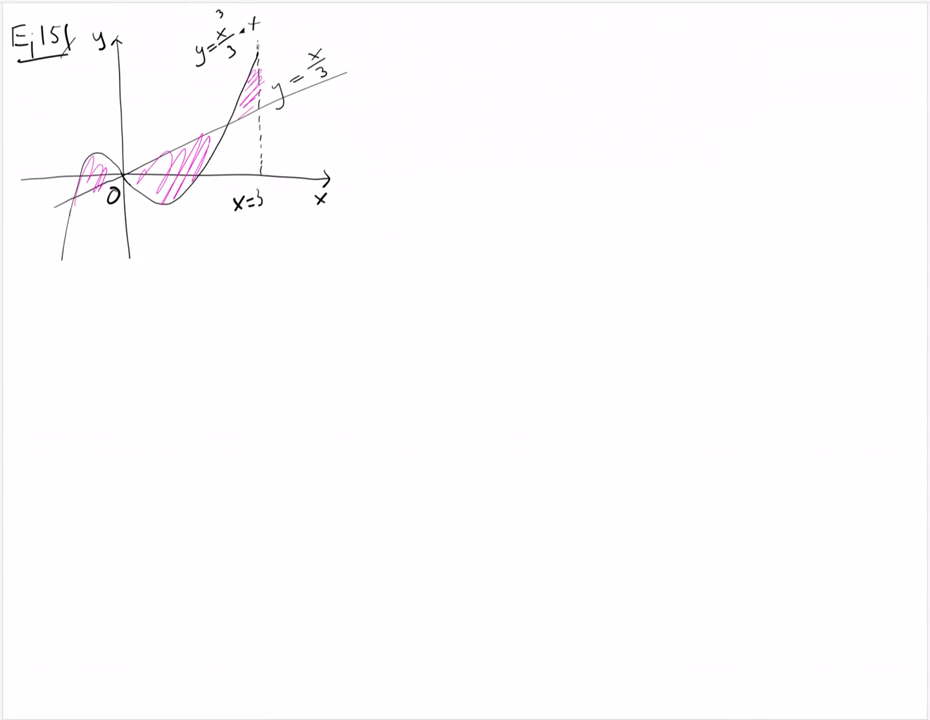 Ej 15)
y
y = x³/3 - x
y = x/3
0
x=3
x